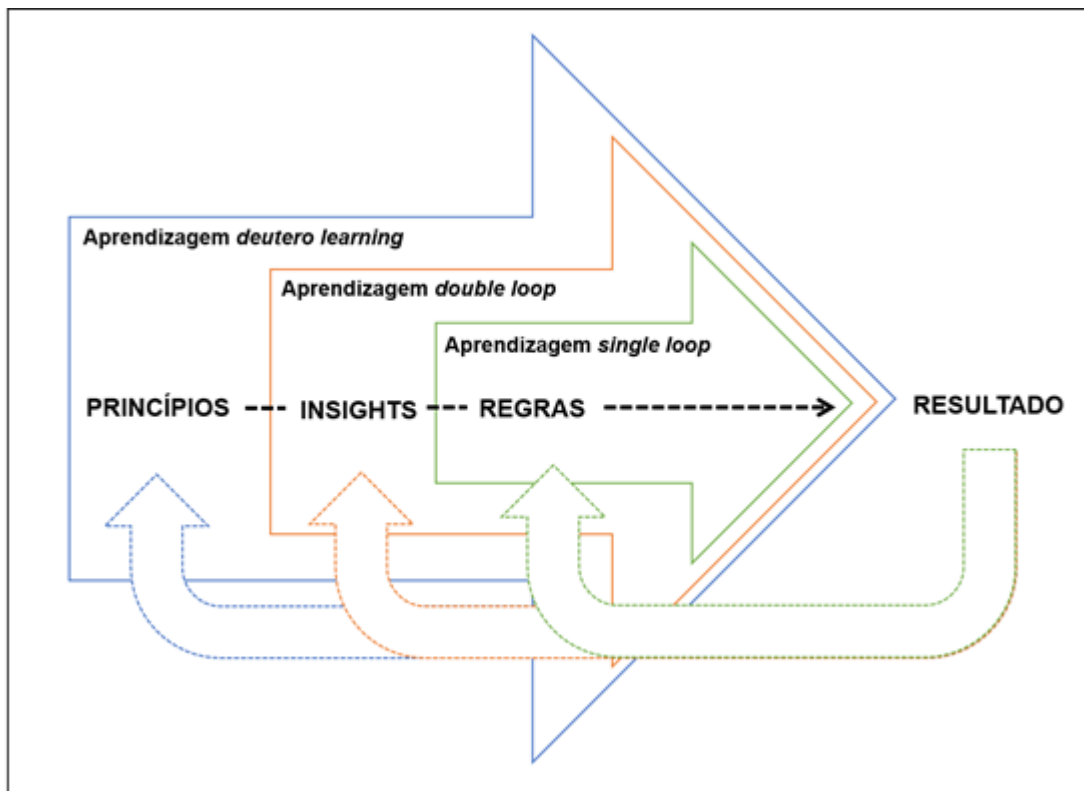 Aprendizagem deutero learning
Aprendizagem double loop
Aprendizagem single loop
PRINCÍPIOS INSIGHTS REGRAS RESULTADO